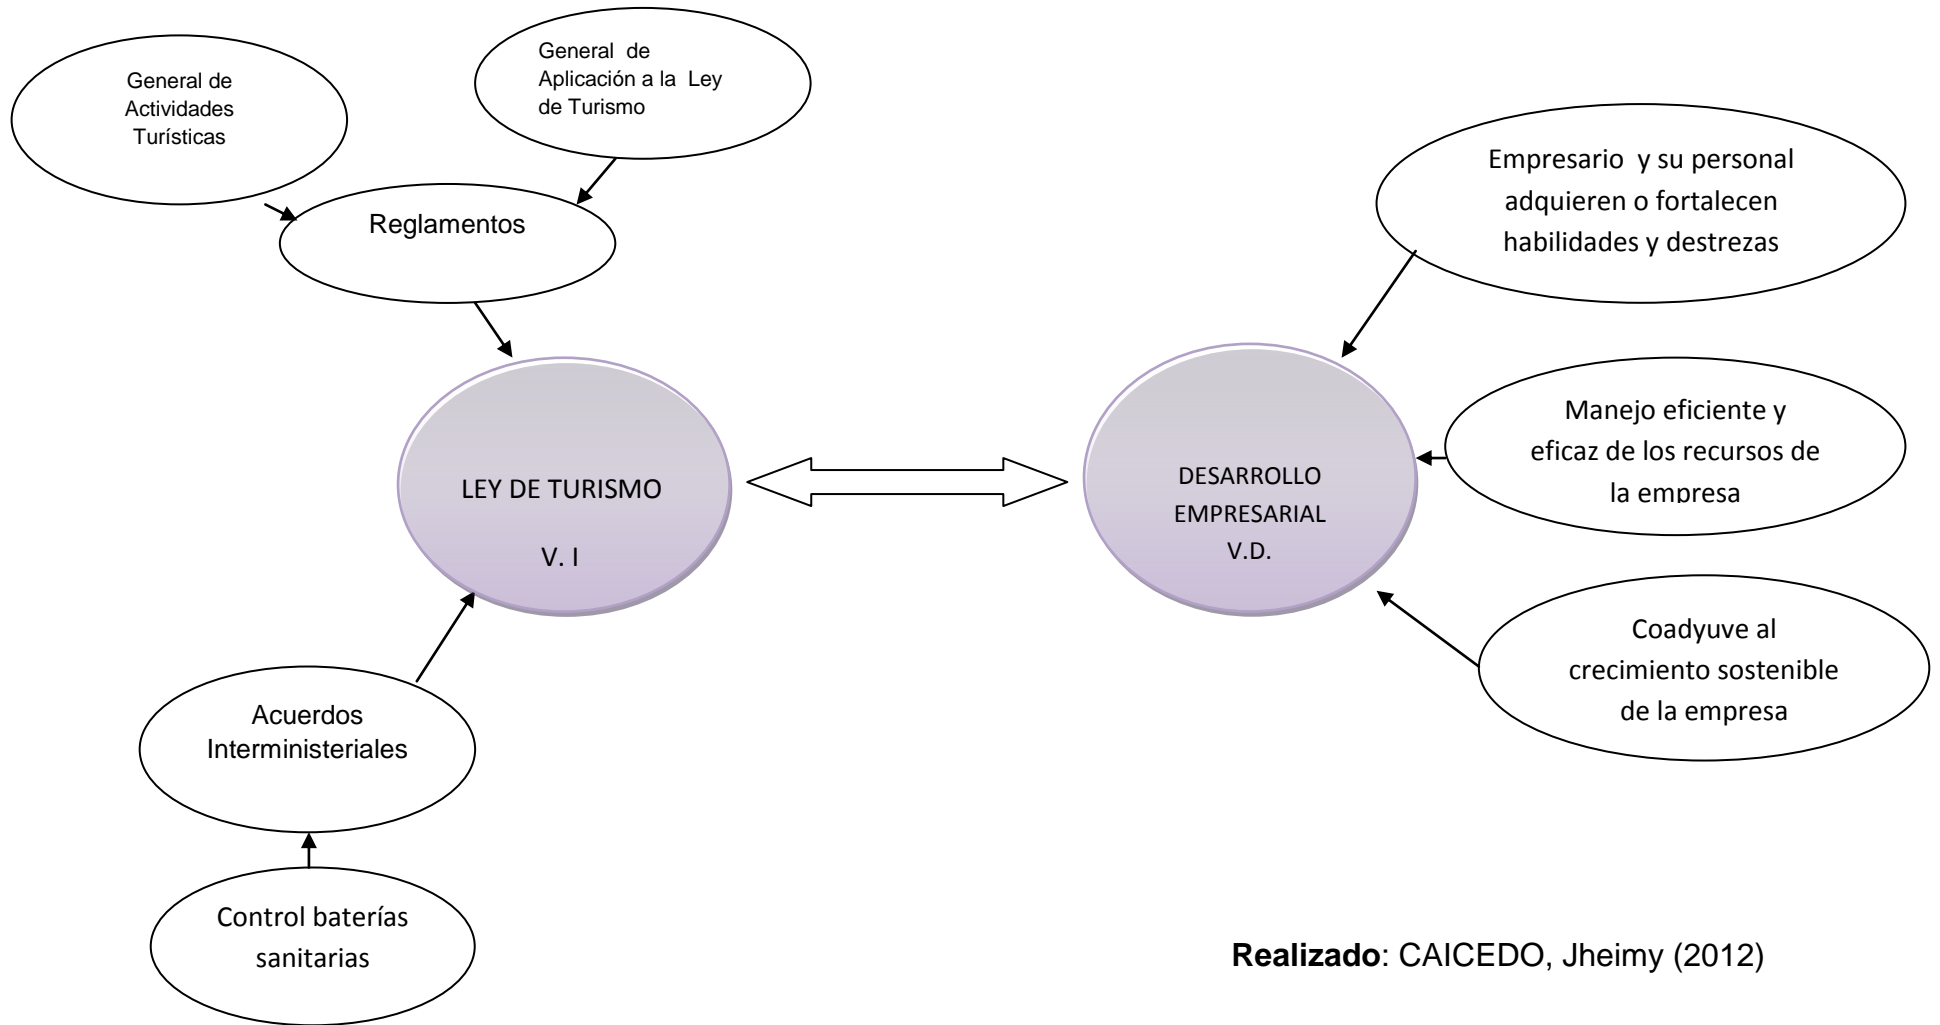 General de
Actividades
Turísticas
General de
Aplicación a la Ley
de Turismo
Reglamentos
Empresario y su personal
adquieren o fortalecen
habilidades y destrezas
LEY DE TURISMO
V. I
DESARROLLO
EMPRESARIAL
V.D.
Manejo eficiente y
eficaz de los recursos de
la empresa
Coadyuve al
crecimiento sostenible
de la empresa
Acuerdos
Interministeriales
Control baterías
sanitarias
Realizado: CAICEDO, Jheimy (2012)